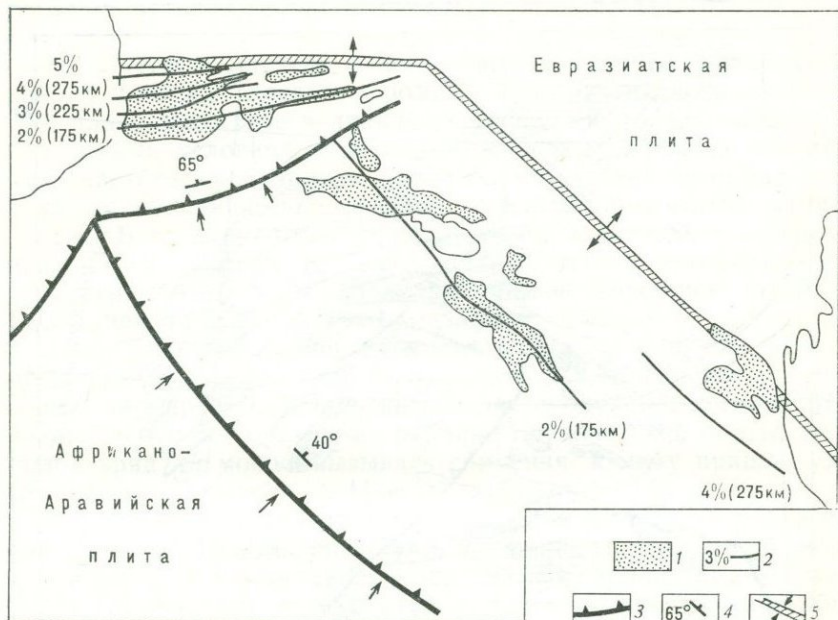 5%
4% (275 км)
3% (225 км)
2% (175 км)
65°
Евразиатская
плита
40°
2% (175 км)
4% (275 км)
Африкано-
Аравийская
плита
1
3% 2
3
65° 4
5